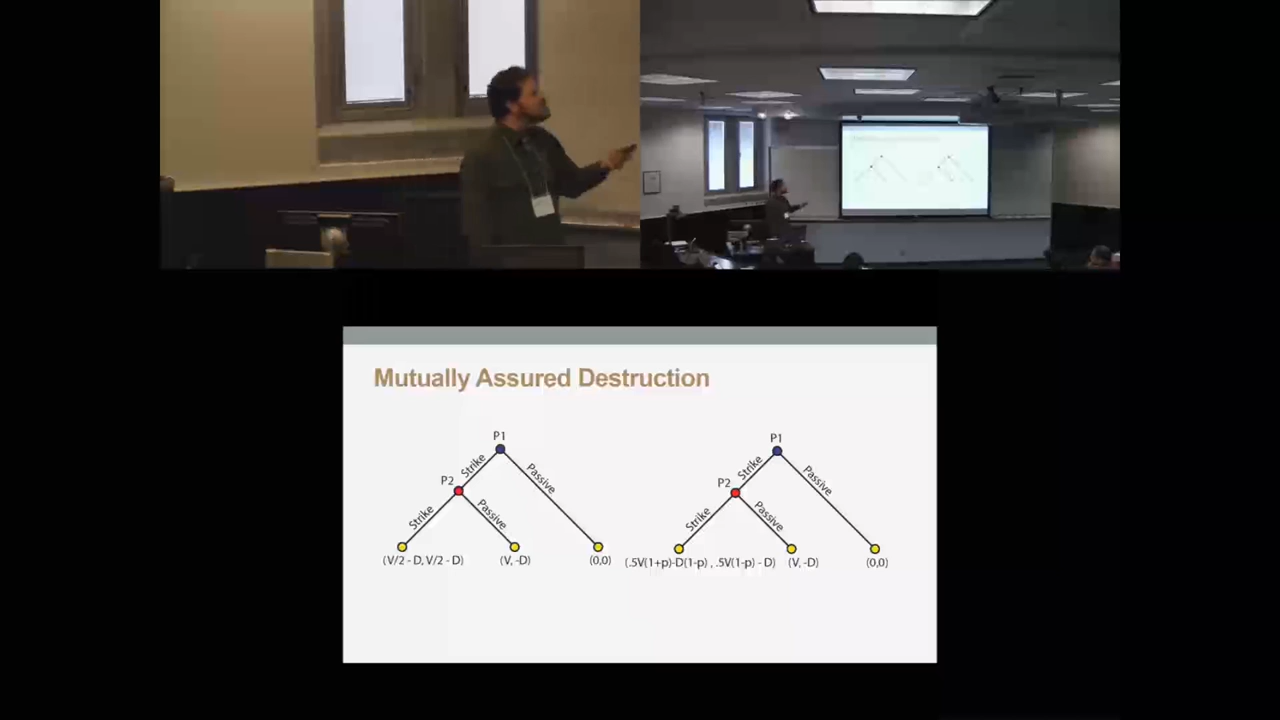 Mutually Assured Destruction
P1
Strike
Passive
P2
Strike
Passive
(V/2 - D, V/2 - D)
(V, -D)
(0,0)
P1
Strike
Passive
P2
Strike
Passive
(.5V(1+p)-D(1-p) , .5V(1-p) - D)
(V, -D)
(0,0)